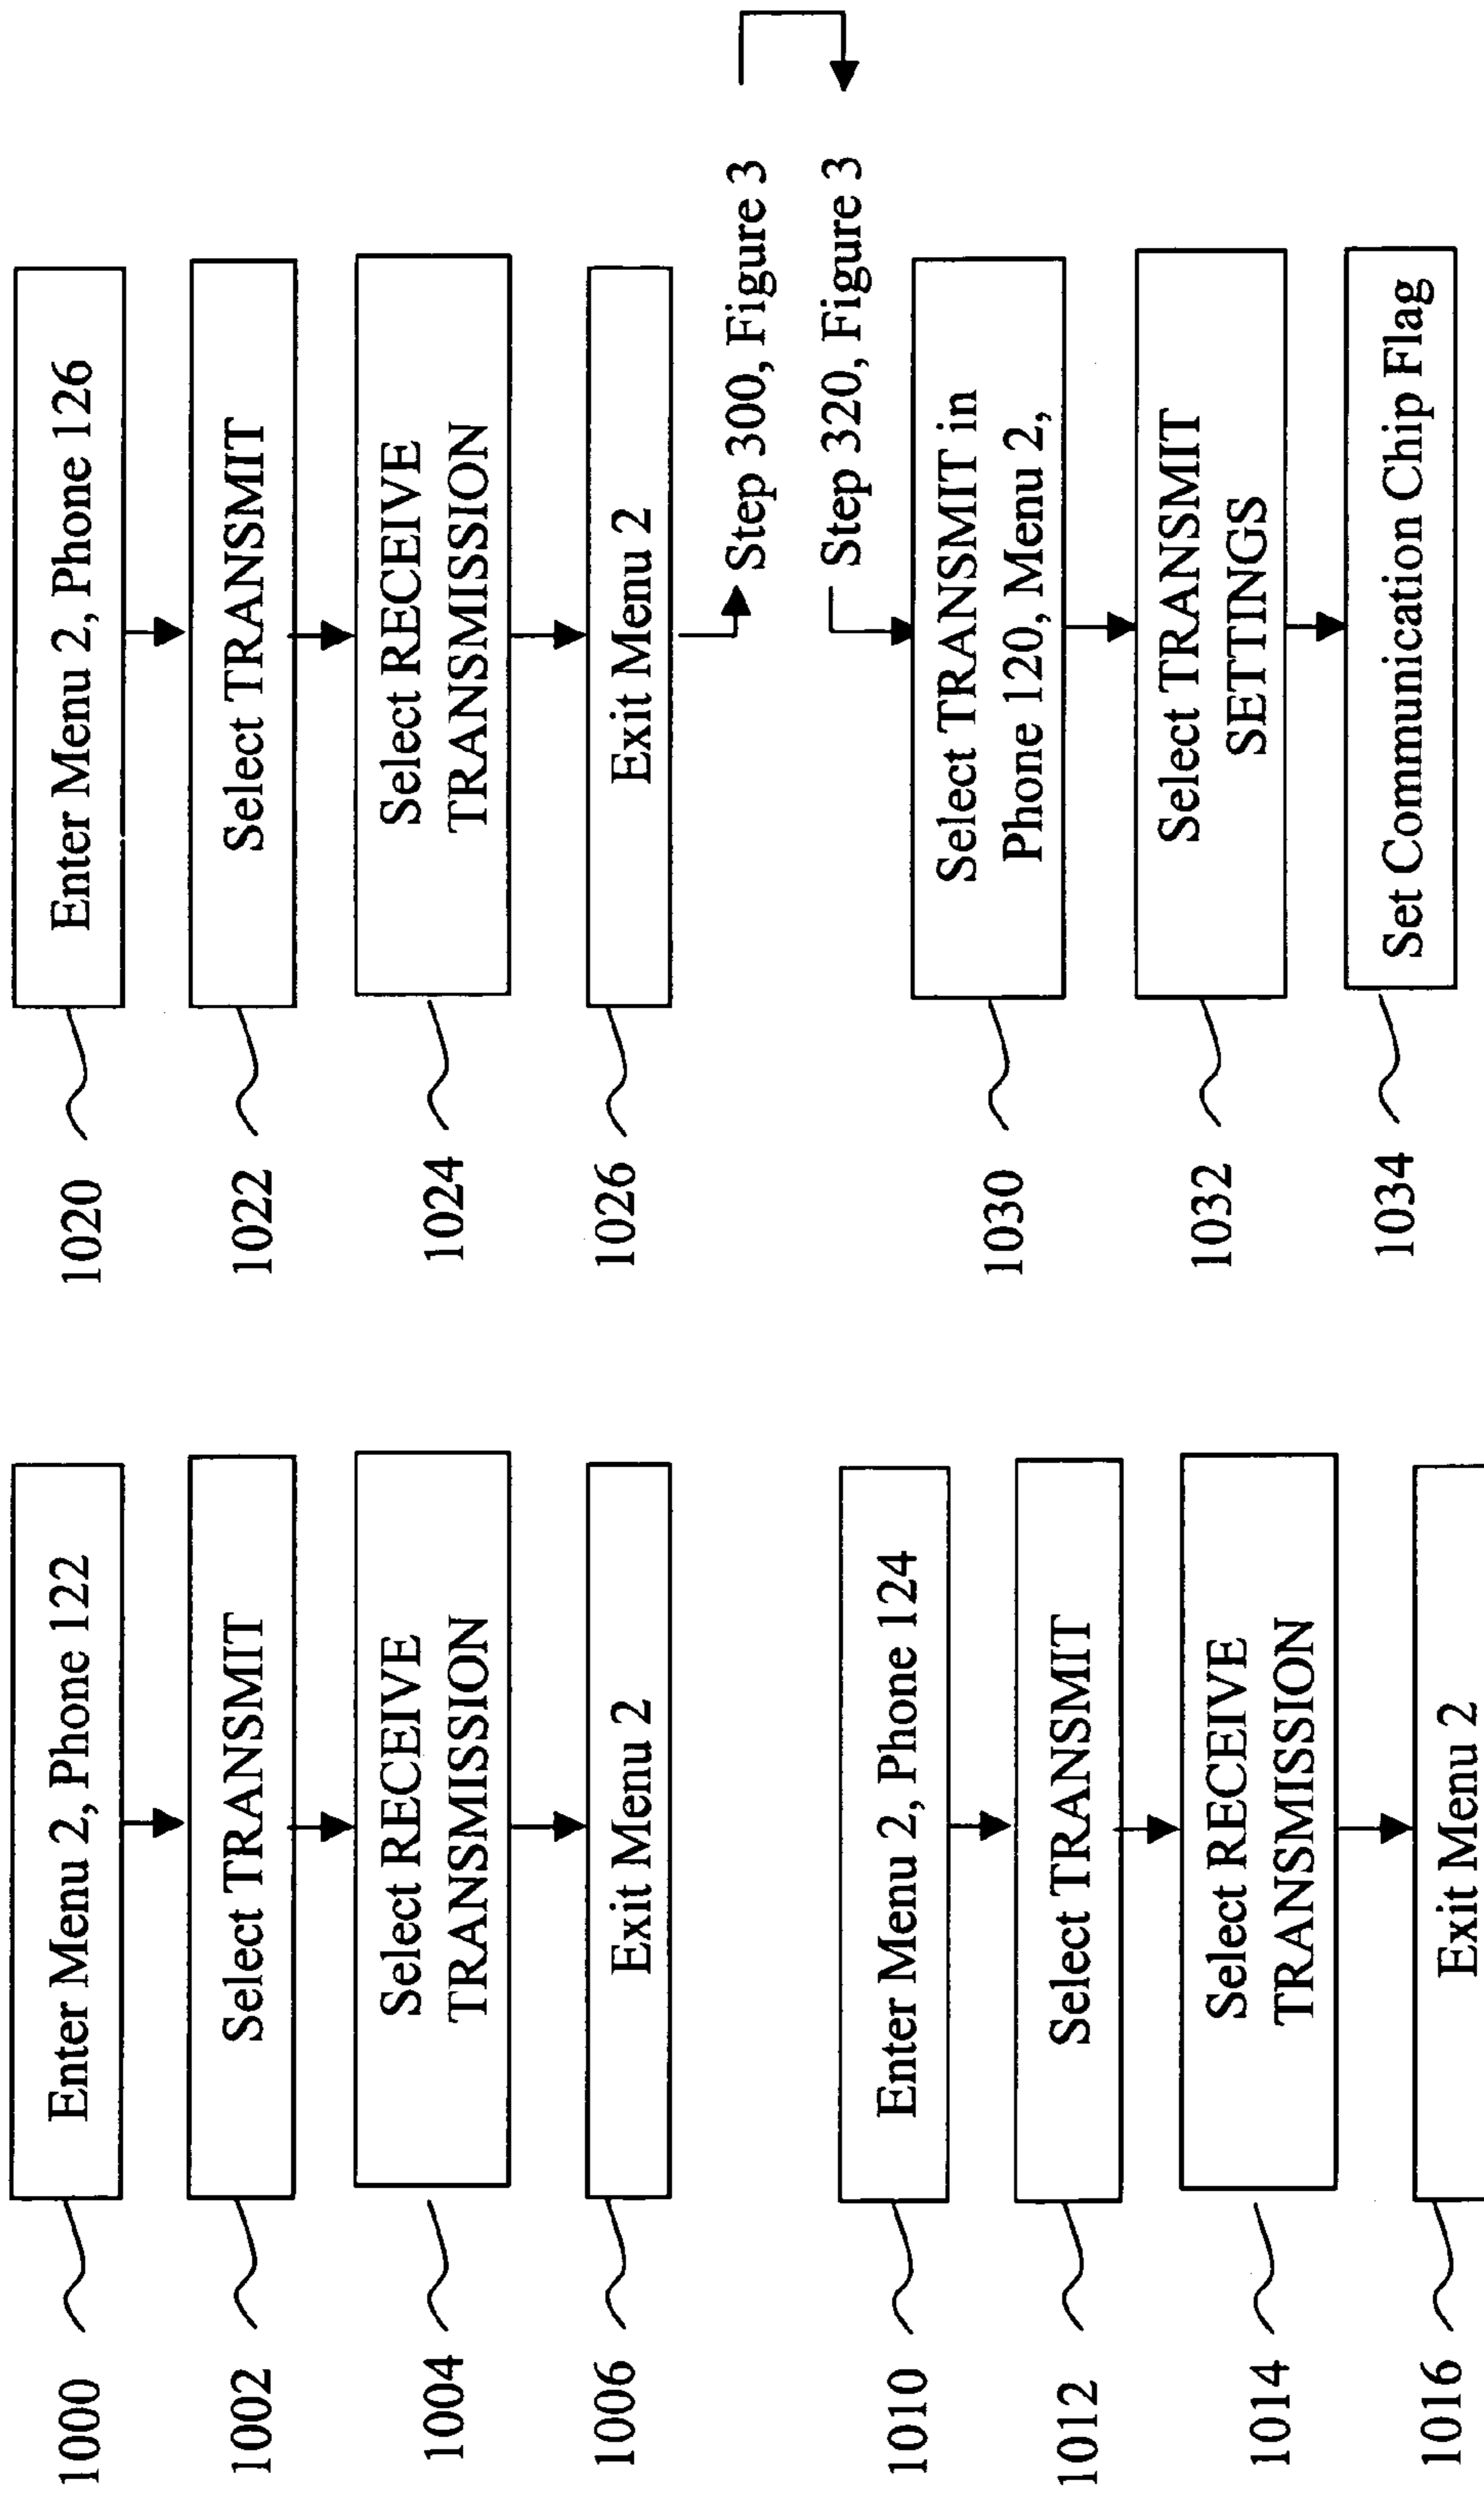 1000
Enter Menu 2, Phone 122
1002
Select TRANSMIT
1004
Select RECEIVE
TRANSMISSION
1006
Exit Menu 2
1010
Enter Menu 2, Phone 124
1012
Select TRANSMIT
1014
Select RECEIVE
TRANSMISSION
1016
Exit Menu 2
1020
Enter Menu 2, Phone 126
1022
Select TRANSMIT
1024
Select RECEIVE
TRANSMISSION
1026
Exit Menu 2
Step 300, Figure 3
Step 320, Figure 3
1030
Select TRANSMIT in
Phone 120, Menu 2,
1032
Select TRANSMIT
SETTINGS
1034
Set Communication Chip Flag